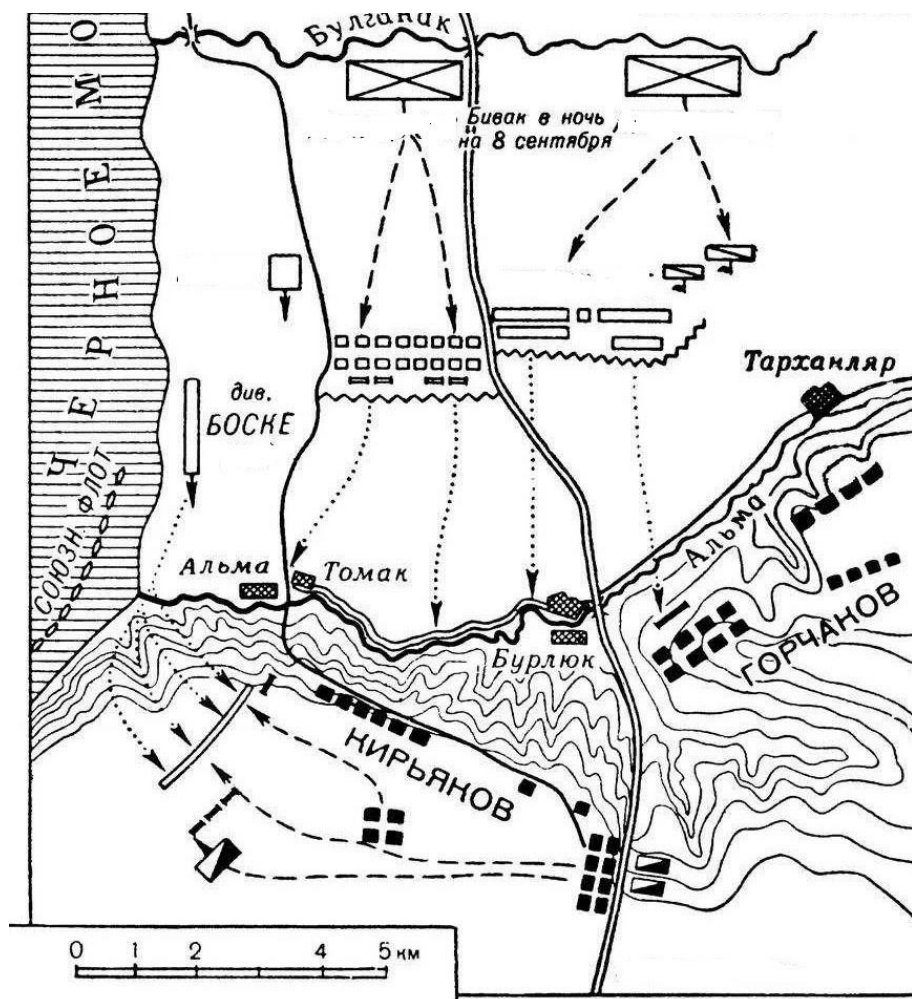 Булганак
ЧЕРНОЕ МО
Бивак в ночь
на 8 сентября
Тарханляр
див.
БОСКЕ
СОЮЗН. ФЛОТ
Альма
Альма
Томак
Бурлюк
ГОРЧАНОВ
КИРЬЯКОВ
0 1 2 4 5 км